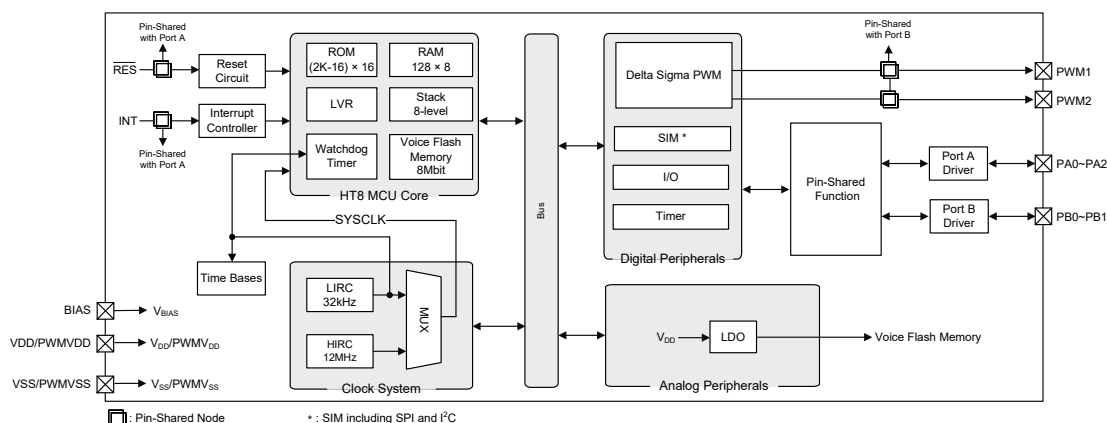 Pin-Shared
with Port A
RES
Reset
Circuit
INT
Interrupt
Controller
Pin-Shared
with Port A
ROM
(2K-16) × 16
RAM
128 × 8
LVR
Stack
8-level
Watchdog
Timer
Voice Flash
Memory
8Mbit
HT8 MCU Core
SYSCLK
Time Bases
LIRC
32kHz
HIRC
12MHz
MUX
Clock System
Bus
Pin-Shared
with Port B
Delta Sigma PWM
PWM1
PWM2
SIM *
I/O
Timer
Digital Peripherals
Pin-Shared
Function
Port A
Driver
PA0~PA2
Port B
Driver
PB0~PB1
VDD
LDO
Voice Flash Memory
Analog Peripherals
BIAS
VBIAS
VDD/PWMVDD
VDD/PWMVDD
VSS/PWMVSS
VSS/PWMVSS
: Pin-Shared Node
* : SIM including SPI and I²C